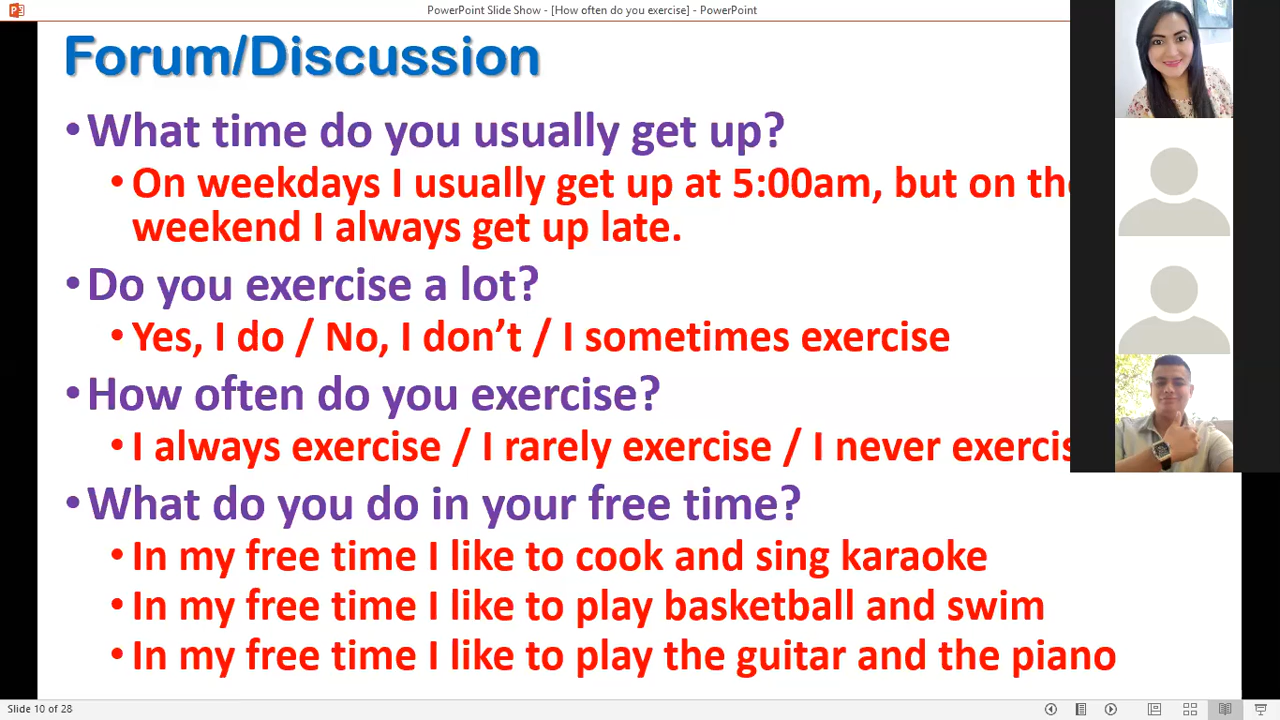 PowerPoint Slide Show - [How often do you exercise] - PowerPoint
Forum/Discussion
•What time do you usually get up?
•On weekdays I usually get up at 5:00am, but on
weekend I always get up late.
•Do you exercise a lot?
•Yes, I do / No, I don’t / I sometimes exercise
•How often do you exercise?
•I always exercise / I rarely exercise / I never
•What do you do in your free time?
•In my free time I like to cook and sing karaoke
•In my free time I like to play basketball and swim
•In my free time I like to play the guitar and the piano
Slide 10 of 28